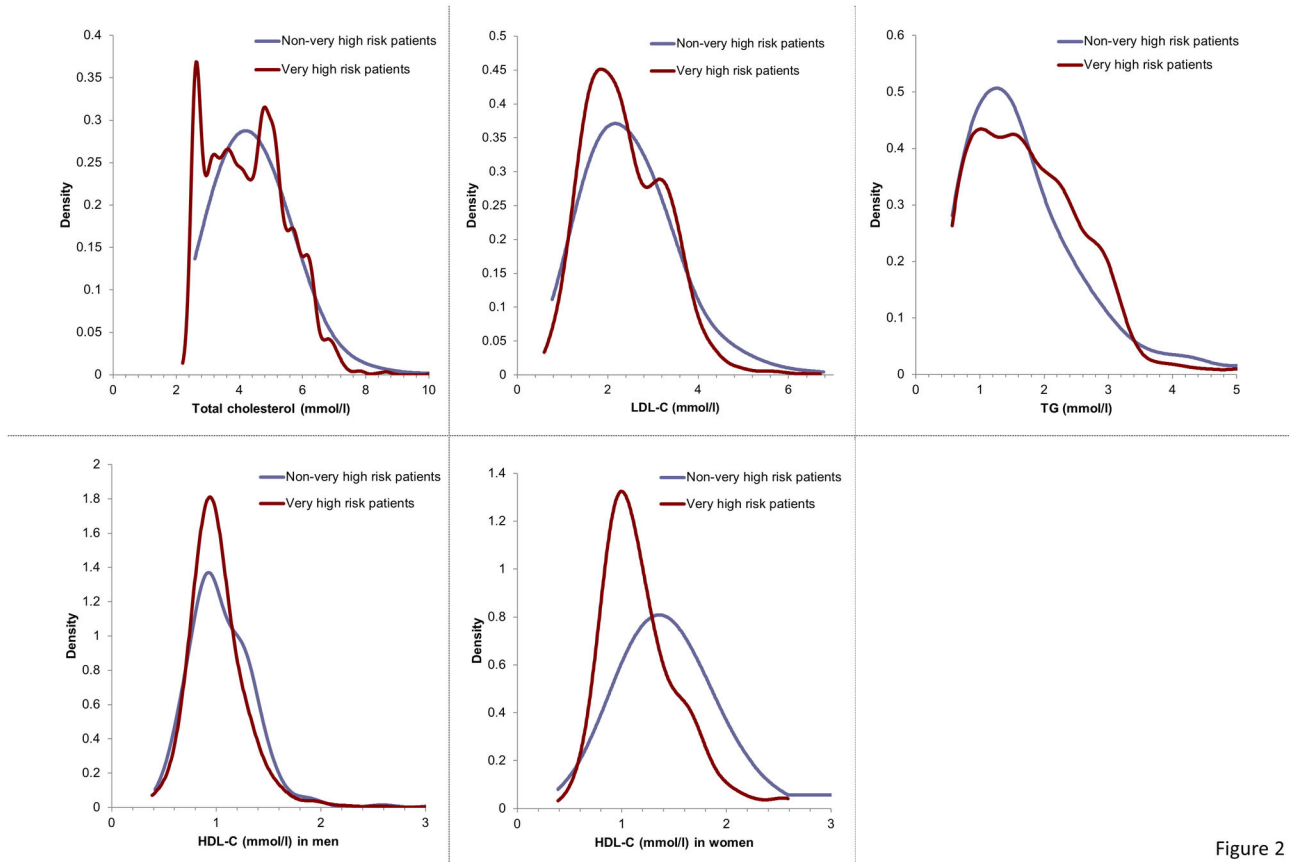 0.4
0.35
0.3
0.25
0.2
0.15
0.1
0.05
0
Density
0 2 4 6 8 10
Total cholesterol (mmol/l)
Non-very high risk patients
Very high risk patients
0.5
0.45
0.4
0.35
0.3
0.25
0.2
0.15
0.1
0.05
0
Density
0 2 4 6
LDL-C (mmol/l)
Non-very high risk patients
Very high risk patients
0.6
0.5
0.4
0.3
0.2
0.1
0
Density
0 1 2 3 4 5
TG (mmol/l)
Non-very high risk patients
Very high risk patients
2
1.8
1.6
1.4
1.2
1
0.8
0.6
0.4
0.2
0
Density
0 1 2 3
HDL-C (mmol/l) in men
Non-very high risk patients
Very high risk patients
1.4
1.2
1
0.8
0.6
0.4
0.2
0
Density
0 1 2 3
HDL-C (mmol/l) in women
Non-very high risk patients
Very high risk patients
Figure 2